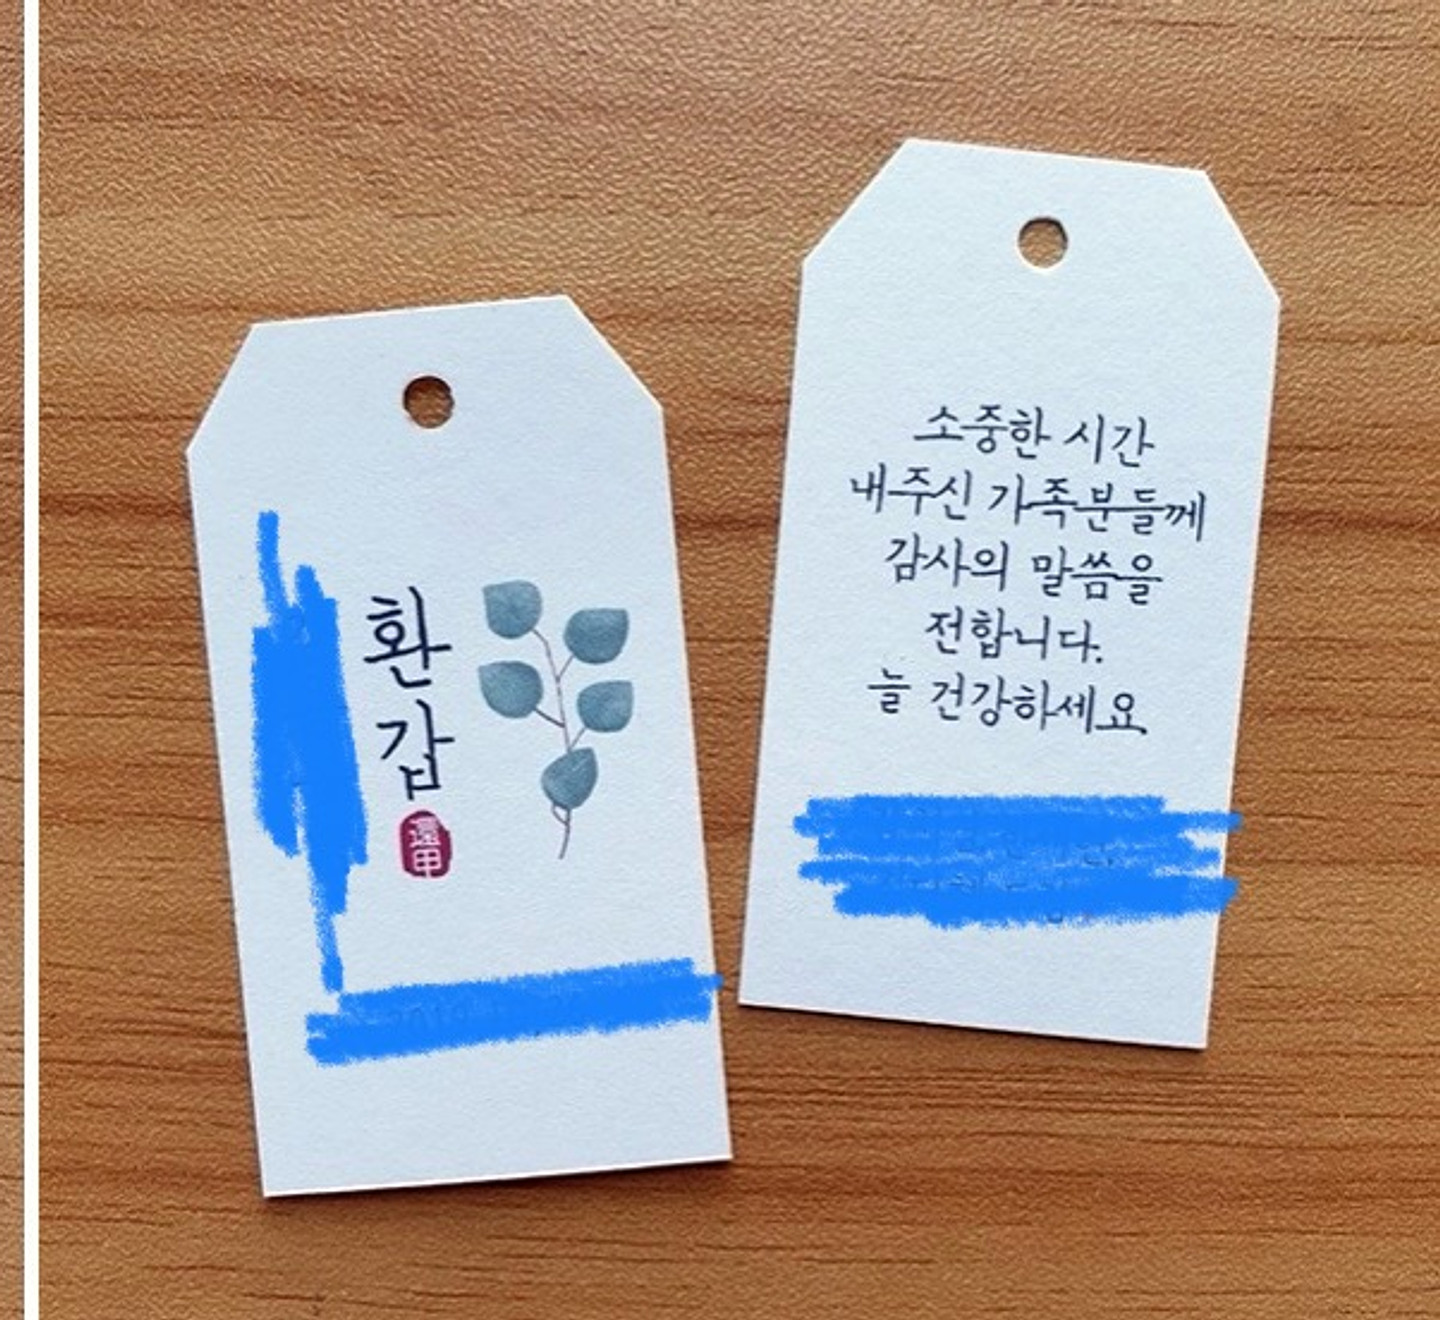 환갑
還甲
소중한 시간
내주신 가족분들께
감사의 말씀을
전합니다.
늘 건강하세요